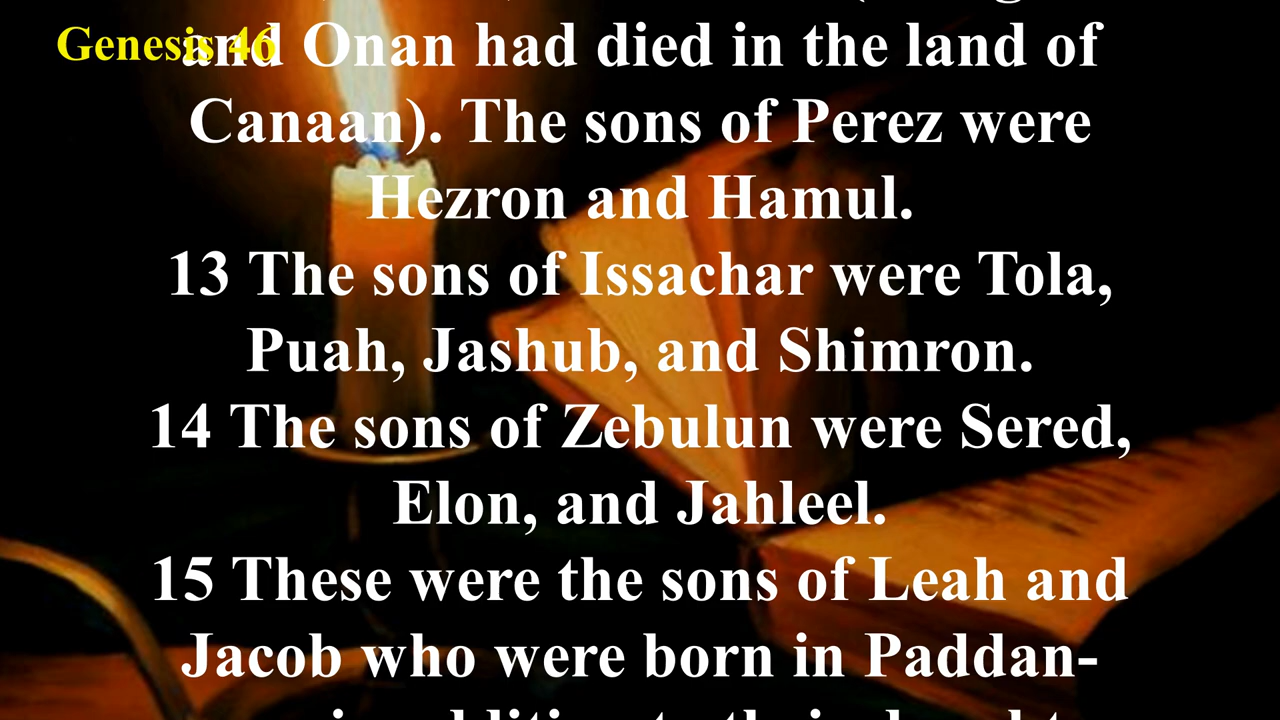 Genesis 46
and Onan had died in the land of
Canaan). The sons of Perez were
Hezron and Hamul.
13 The sons of Issachar were Tola,
Puah, Jashub, and Shimron.
14 The sons of Zebulun were Sered,
Elon, and Jahleel.
15 These were the sons of Leah and
Jacob who were born in Paddan-